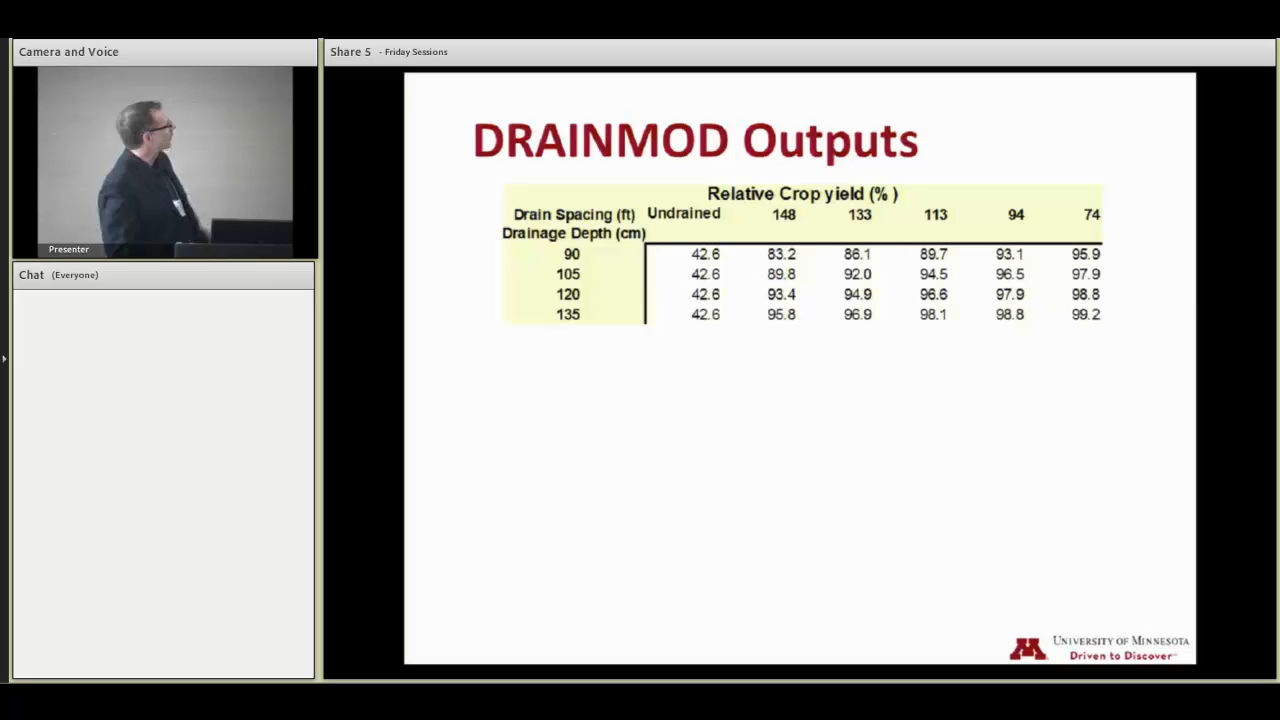 Camera and Voice
Share 5 - Friday Sessions
Presenter
Chat (Everyone)
DRAINMOD Outputs
Relative Crop yield (% )
Drain Spacing (ft) Undrained 148 133 113 94 74
Drainage Depth (cm)
90 42.6 83.2 86.1 89.7 93.1 95.9
105 42.6 89.8 92.0 94.5 96.5 97.9
120 42.6 93.4 94.9 96.6 97.9 98.8
135 42.6 95.8 96.9 98.1 98.8 99.2
UNIVERSITY OF MINNESOTA
Driven to Discover™